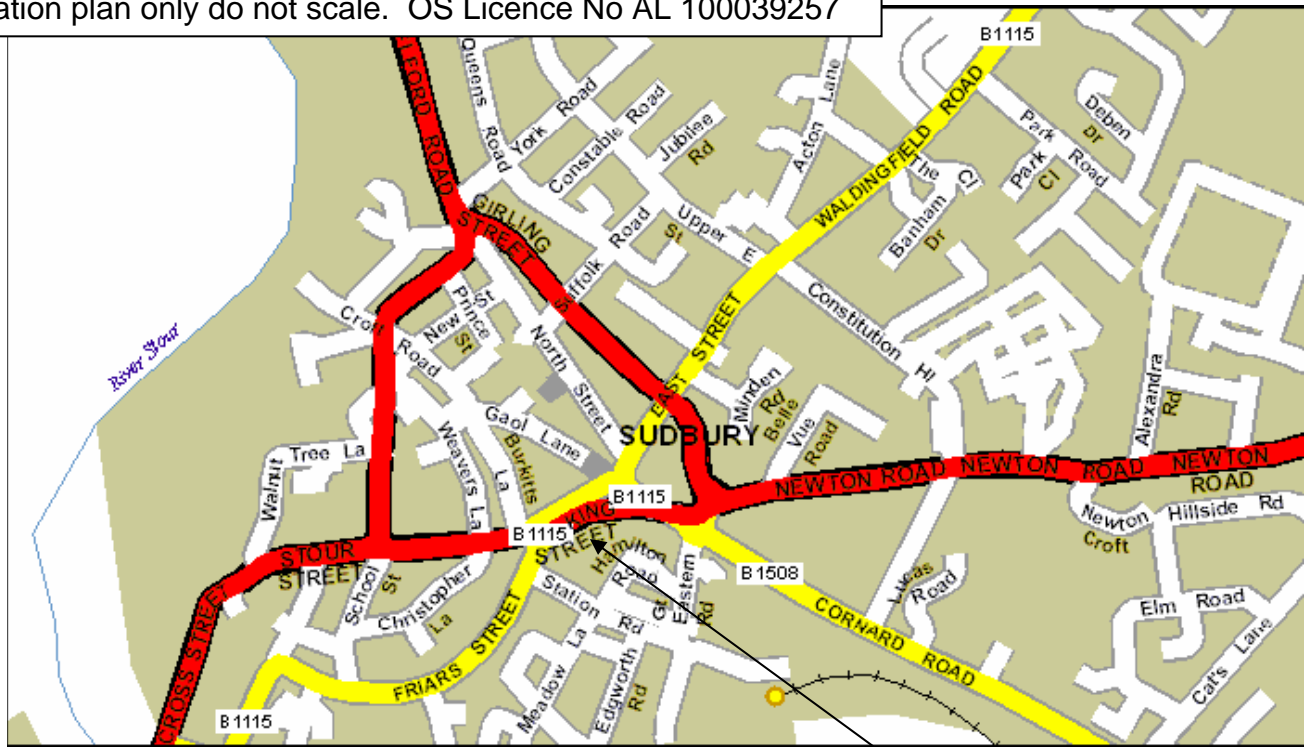 ation plan only do not scale. OS Licence No AL 100039257
B1115
ELFORD ROAD
Queens Road
York Road
Constable Road
Jubilee Rd
Acton Lane
WALDINGFIELD ROAD
Park Road
Deben Dr
The Cl
Park Cl
Banham Dr
GIRLING STREET
Suffolk Road
St
Upper E
Constitution Hl
River Stour
Croft Road
New St
Prince St
North Street
EAST STREET
Minden Rd
Belle Vue Road
Alexandra Rd
Gaol Lane
SUDBURY
Weavers La
Burkitts La
Walnut Tree La
NEWTON ROAD NEWTON ROAD NEWTON ROAD
B1115
KING STREET
B1115
Newton Croft
Hillside Rd
STOUR STREET
School St
Christopher La
Hamilton Road
Station Rd
Gt Eastern Rd
B1508
Lucas Road
Elm Road
CROSS STREET
FRIARS STREET
Meadow La
Edgworth Rd
CORNARD ROAD
Cat's Lane
B1115